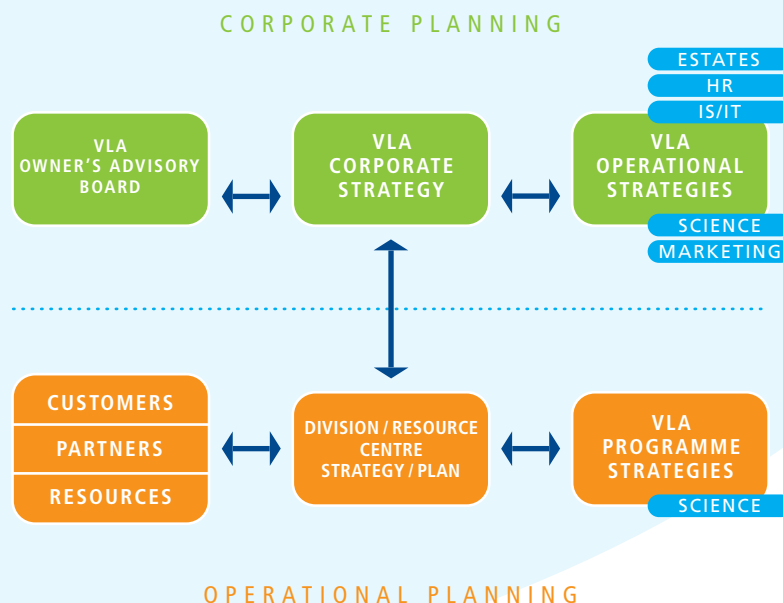 CORPORATE PLANNING
ESTATES
HR
IS/IT
VLA
OWNER'S ADVISORY
BOARD
VLA
CORPORATE
STRATEGY
VLA
OPERATIONAL
STRATEGIES
SCIENCE
MARKETING
CUSTOMERS
PARTNERS
RESOURCES
DIVISION / RESOURCE
CENTRE
STRATEGY / PLAN
VLA
PROGRAMME
STRATEGIES
SCIENCE
OPERATIONAL PLANNING